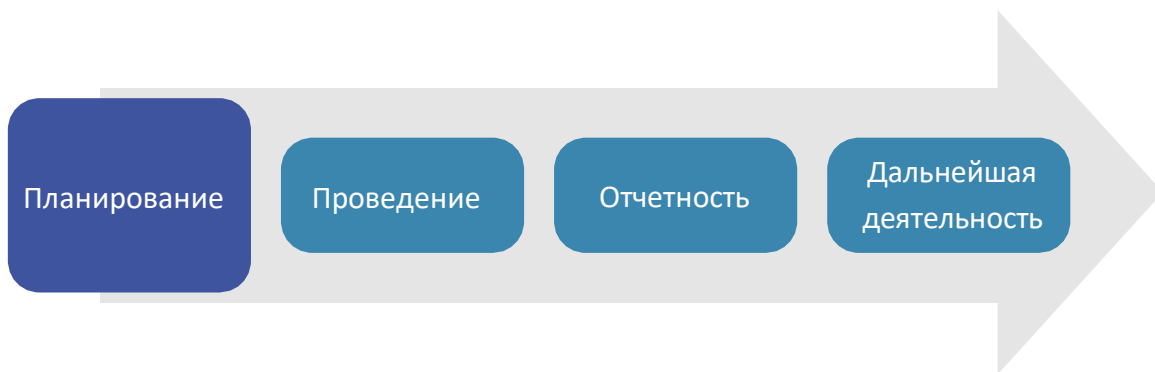 Планирование
Проведение
Отчетность
Дальнейшая
деятельность